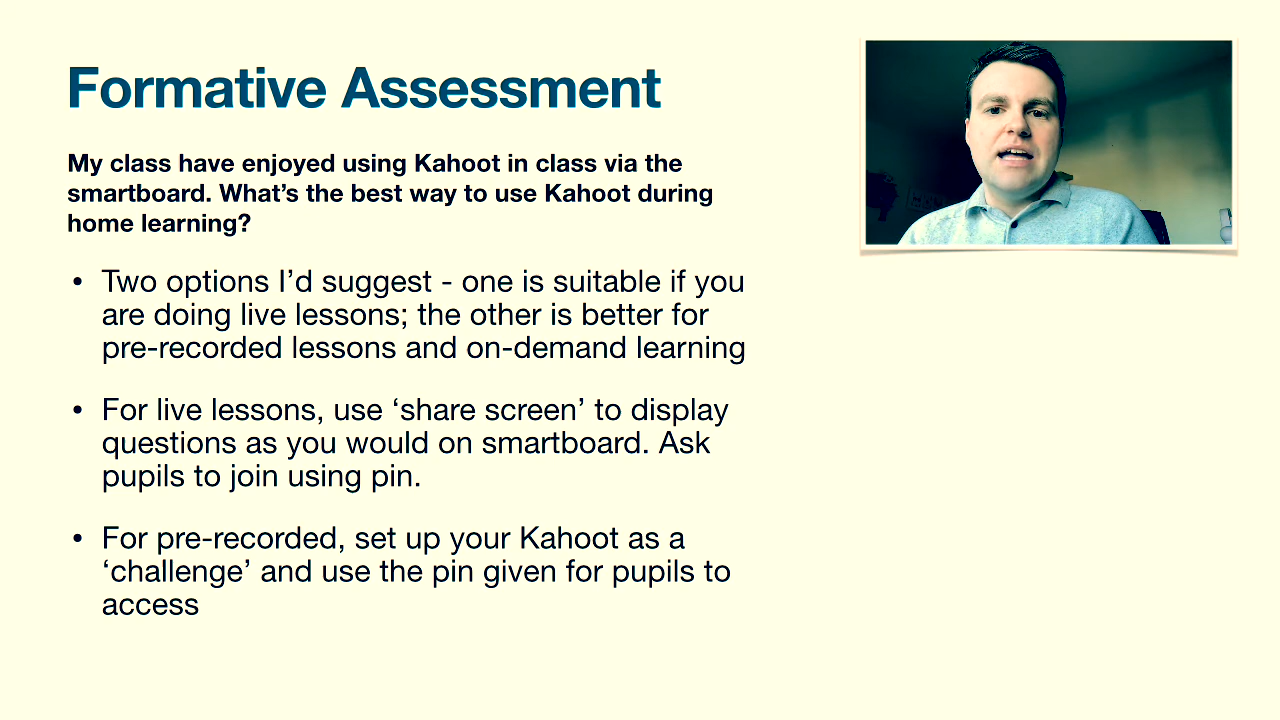 Formative Assessment
My class have enjoyed using Kahoot in class via the
smartboard. What’s the best way to use Kahoot during
home learning?
• Two options I’d suggest - one is suitable if you
are doing live lessons; the other is better for
pre-recorded lessons and on-demand learning
• For live lessons, use ‘share screen’ to display
questions as you would on smartboard. Ask
pupils to join using pin.
• For pre-recorded, set up your Kahoot as a
‘challenge’ and use the pin given for pupils to
access